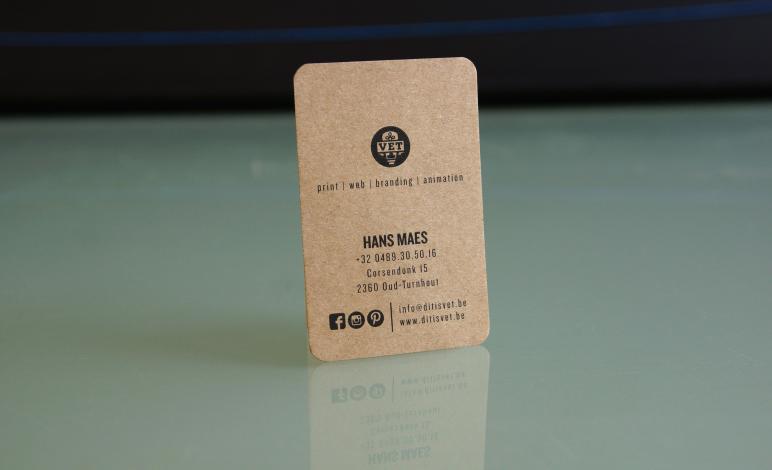 VET
print | web | branding | animation
HANS MAES
+32 0489.30.50.16
Corsendonk 15
2360 Oud-Turnhout
info@ditisvet.be
www.ditisvet.be